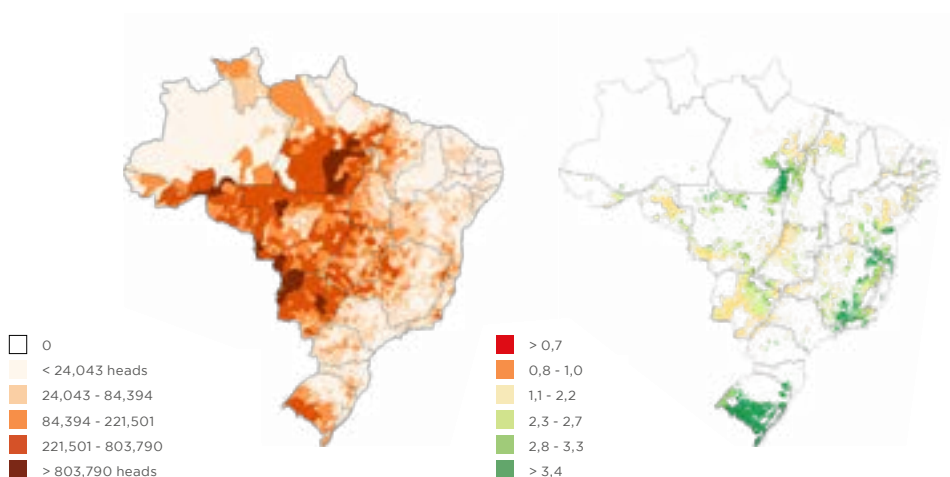 0
< 24,043 heads
24,043 - 84,394
84,394 - 221,501
221,501 - 803,790
> 803,790 heads
> 0,7
0,8 - 1,0
1,1 - 2,2
2,3 - 2,7
2,8 - 3,3
> 3,4